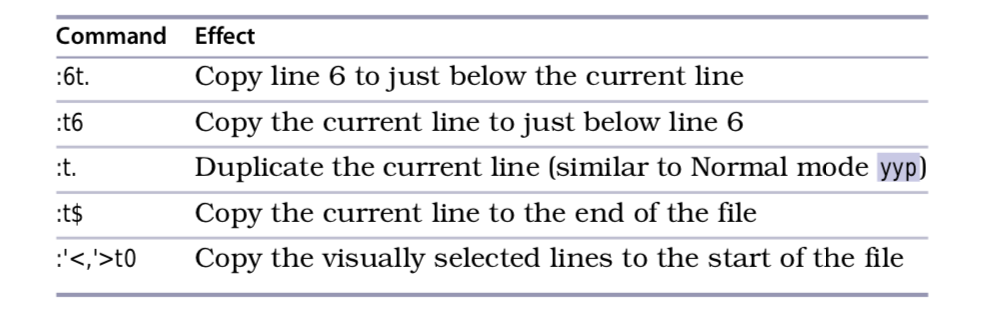 Command Effect
:6t. Copy line 6 to just below the current line
:t6 Copy the current line to just below line 6
:t. Duplicate the current line (similar to Normal mode yyp)
:t$ Copy the current line to the end of the file
:'<,'>t0 Copy the visually selected lines to the start of the file